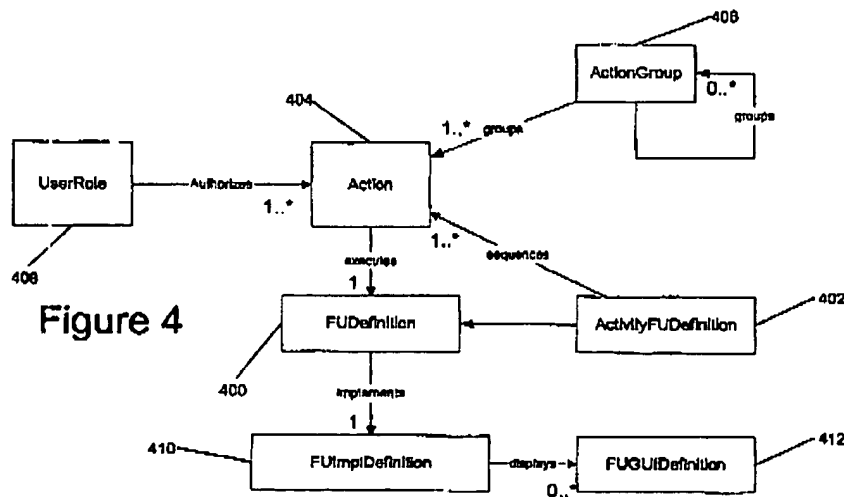 408
ActionGroup
0..*
groups
404
1..*
groups
UserRole
Authorizes
1..*
Action
406
1..*
executes
sequences
1
Figure 4
FUDefinition
ActivityFUDefinition
402
400
implements
1
410
FUImplDefinition
displays
FUGUIDefinition
412
0..*